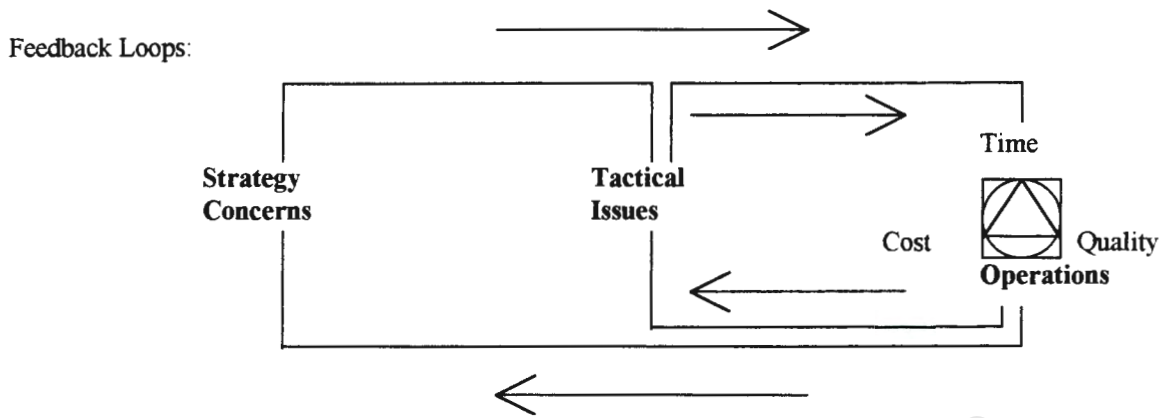 Feedback Loops:
Time
Strategy
Concerns
Tactical
Issues
Cost
Quality
Operations